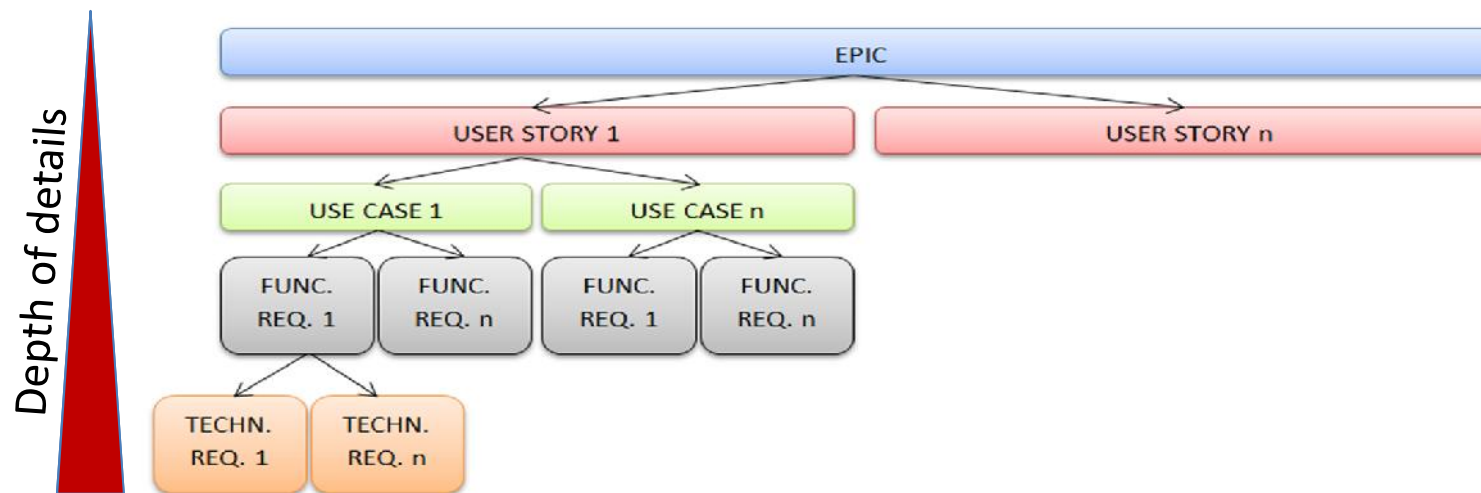 Depth of details
EPIC
USER STORY 1
USER STORY n
USE CASE 1
USE CASE n
FUNC.
REQ. 1
FUNC.
REQ. n
FUNC.
REQ. 1
FUNC.
REQ. n
TECHN.
REQ. 1
TECHN.
REQ. n